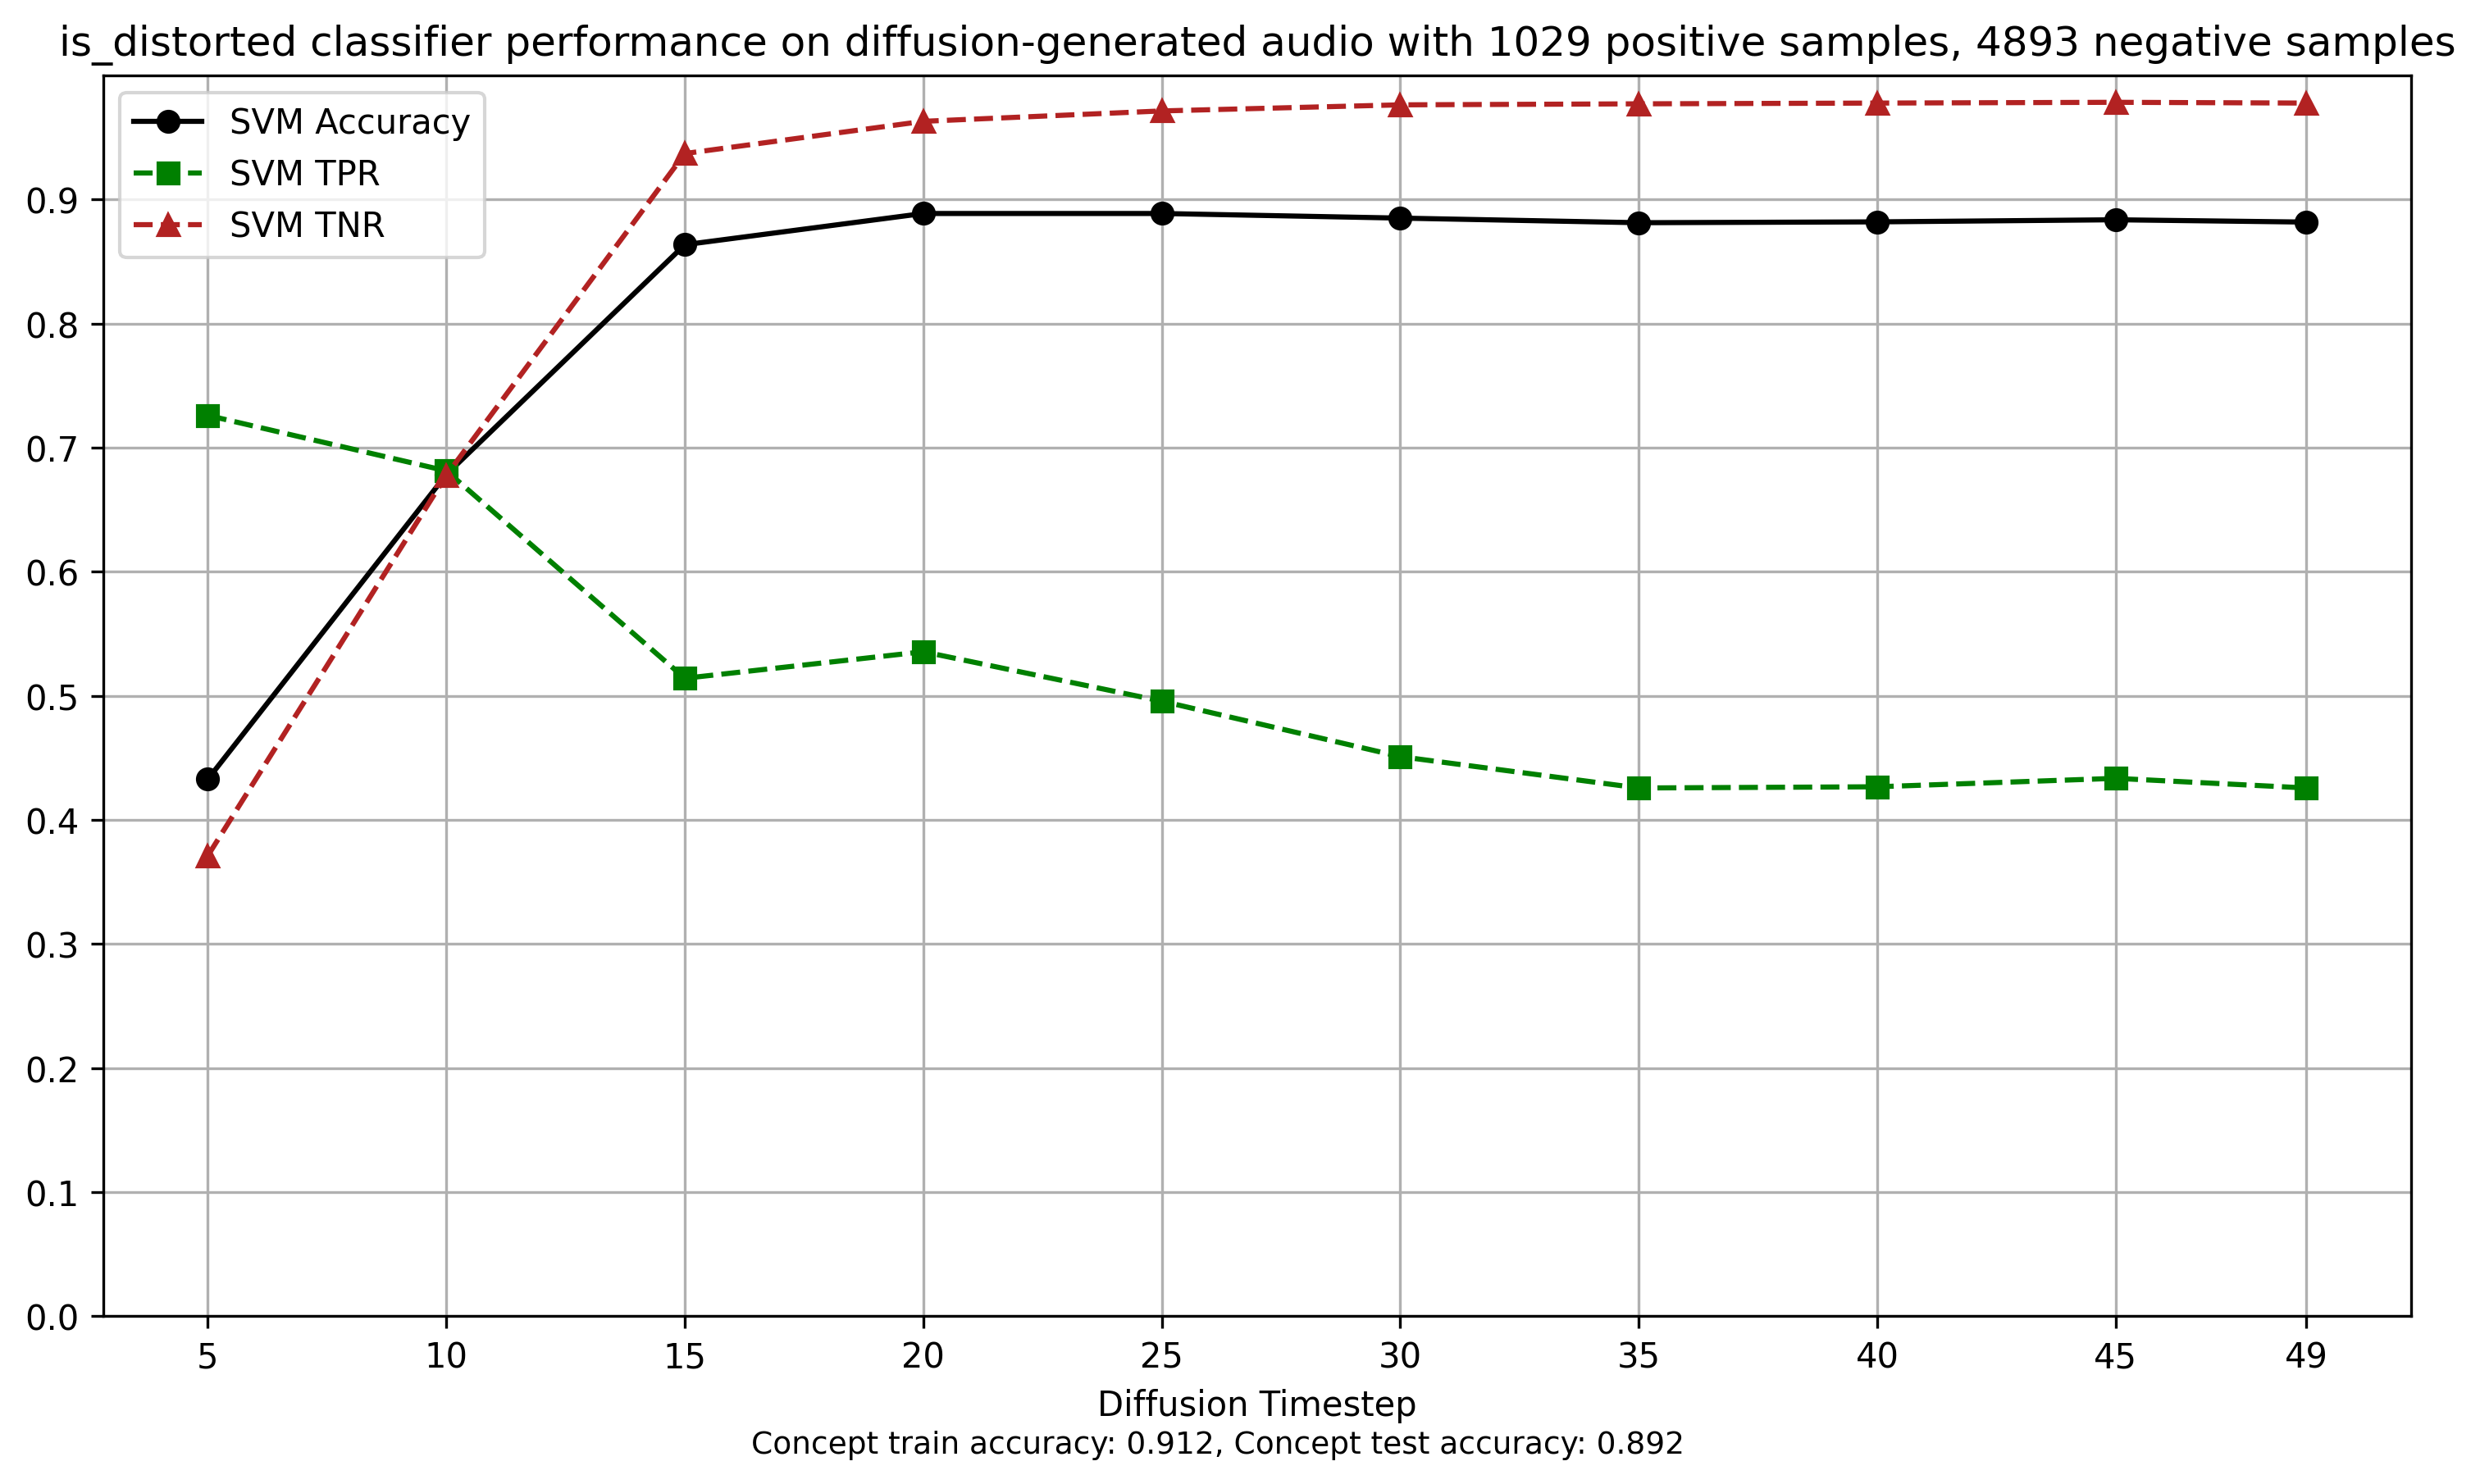 is_distorted classifier performance on diffusion-generated audio with 1029 positive samples, 4893 negative samples
SVM Accuracy
SVM TPR
SVM TNR
0.9
0.8
0.7
0.6
0.5
0.4
0.3
0.2
0.1
0.0
5 10 15 20 25 30 35 40 45 49
Diffusion Timestep
Concept train accuracy: 0.912, Concept test accuracy: 0.892